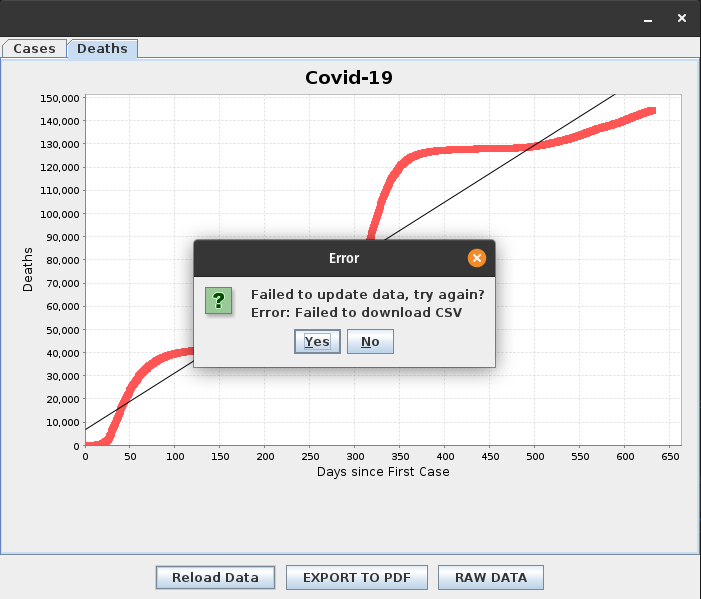 Cases
Deaths
Covid-19
150,000
140,000
130,000
120,000
110,000
100,000
90,000
80,000
70,000
60,000
50,000
40,000
30,000
20,000
10,000
0
Deaths
0 50 100 150 200 250 300 350 400 450 500 550 600 650
Days since First Case
Error
?
Failed to update data, try again?
Error: Failed to download CSV
Yes No
Reload Data EXPORT TO PDF RAW DATA